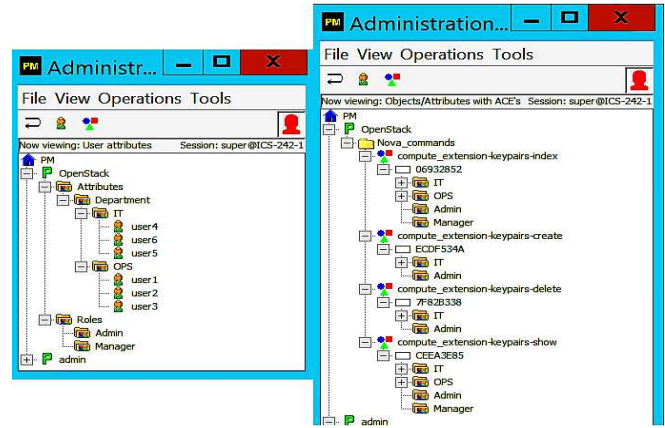 PM Administr...
File View Operations Tools
Now viewing: User attributes Session: super@ICS-242-1
PM
P OpenStack
Attributes
Department
IT
user4
user6
user5
OPS
user1
user2
user3
Roles
Admin
Manager
P admin
PM Administration...
File View Operations Tools
Now viewing: Objects/Attributes with ACE's Session: super@ICS-242-1
PM
P OpenStack
Nova_commands
compute_extension-keypairs-index
06932852
IT
OPS
Admin
Manager
compute_extension-keypairs-create
ECDF534A
IT
Admin
compute_extension-keypairs-delete
7F82B338
IT
Admin
compute_extension-keypairs-show
CEEA3E85
IT
OPS
Admin
Manager
P admin